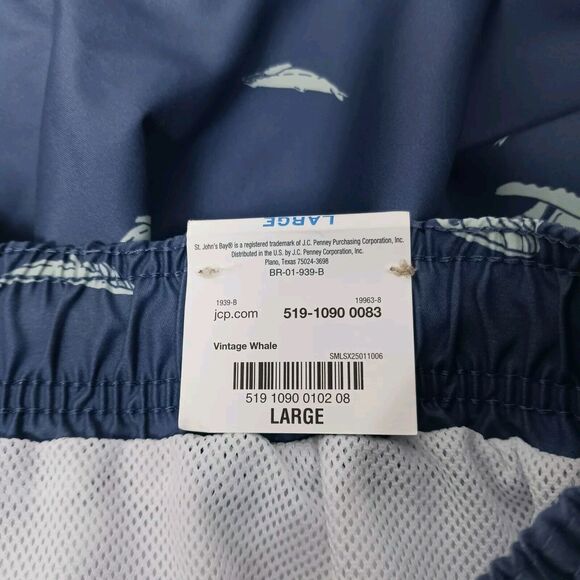 LARGE
St. John's Bay® is a registered trademark of J.C. Penney Purchasing Corporation, Inc.
Distributed in the U.S. by J.C. Penney Corporation, Inc.
Plano, Texas 75024-3698
BR-01-939-B
1939-B 19963-8
jcp.com 519-1090 0083
Vintage Whale
SMLSX25011006
519 1090 0102 08
LARGE